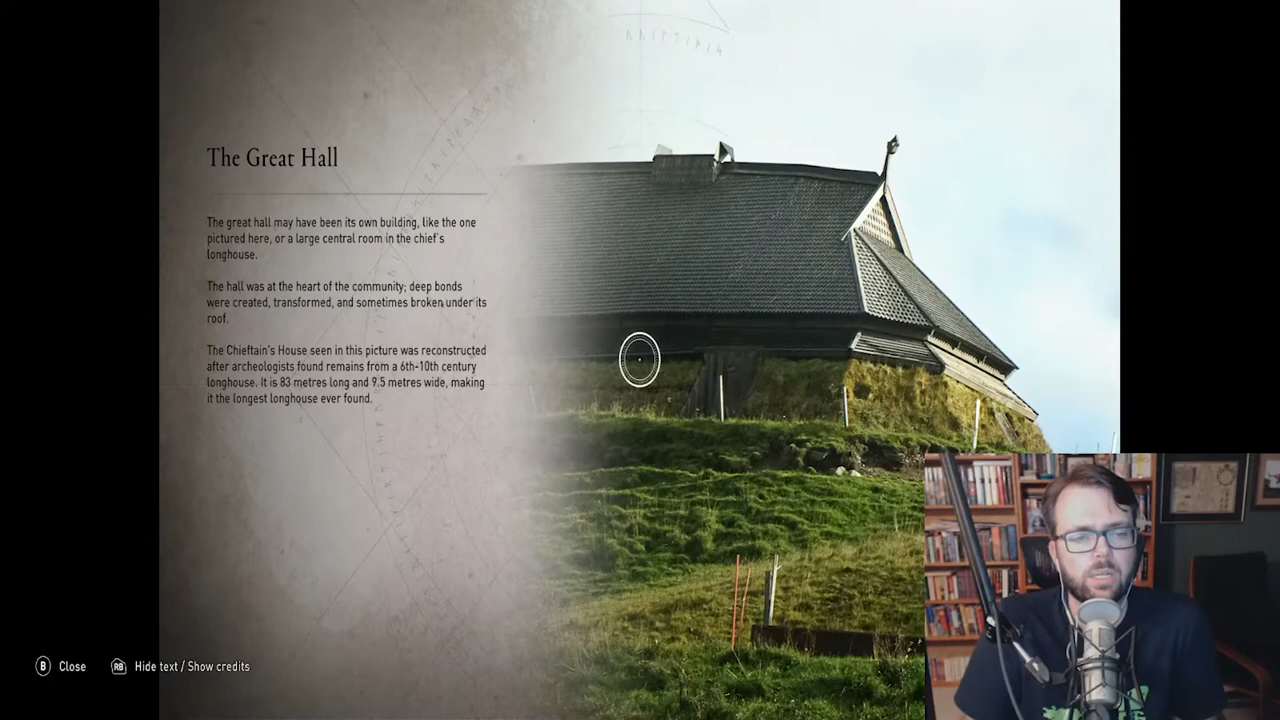 The Great Hall
The great hall may have been its own building, like the one
pictured here, or a large central room in the chief's
longhouse.
The hall was at the heart of the community; deep bonds
were created, transformed, and sometimes broken under its
roof.
The Chieftain's House seen in this picture was reconstructed
after archeologists found remains from a 6th-10th century
longhouse. It is 83 metres long and 9.5 metres wide, making
it the longest longhouse ever found.
B Close RB Hide text / Show credits